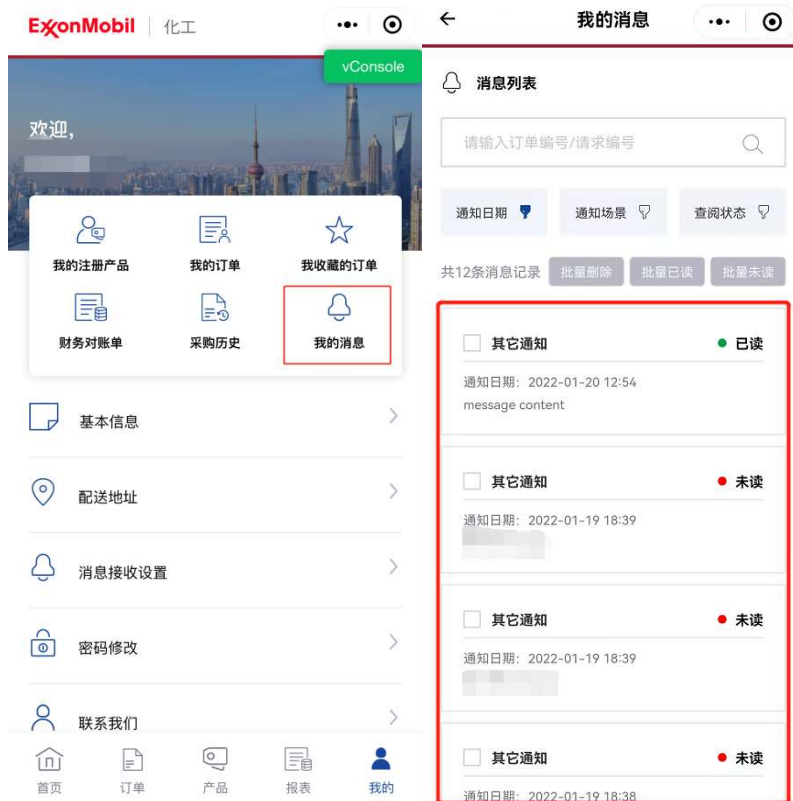 ExxonMobil 化工
vConsole
欢迎,
我的注册产品 我的订单 我收藏的订单
财务对账单 采购历史 我的消息
基本信息
配送地址
消息接收设置
密码修改
联系我们
首页 订单 产品 报表 我的
我的消息
消息列表
请输入订单编号/请求编号
通知日期 通知场景 查阅状态
共12条消息记录 批量删除 批量已读 批量未读
其它通知 已读
通知日期: 2022-01-20 12:54
message content
其它通知 未读
通知日期: 2022-01-19 18:39
其它通知 未读
通知日期: 2022-01-19 18:39
其它通知 未读
通知日期: 2022-01-19 18:38